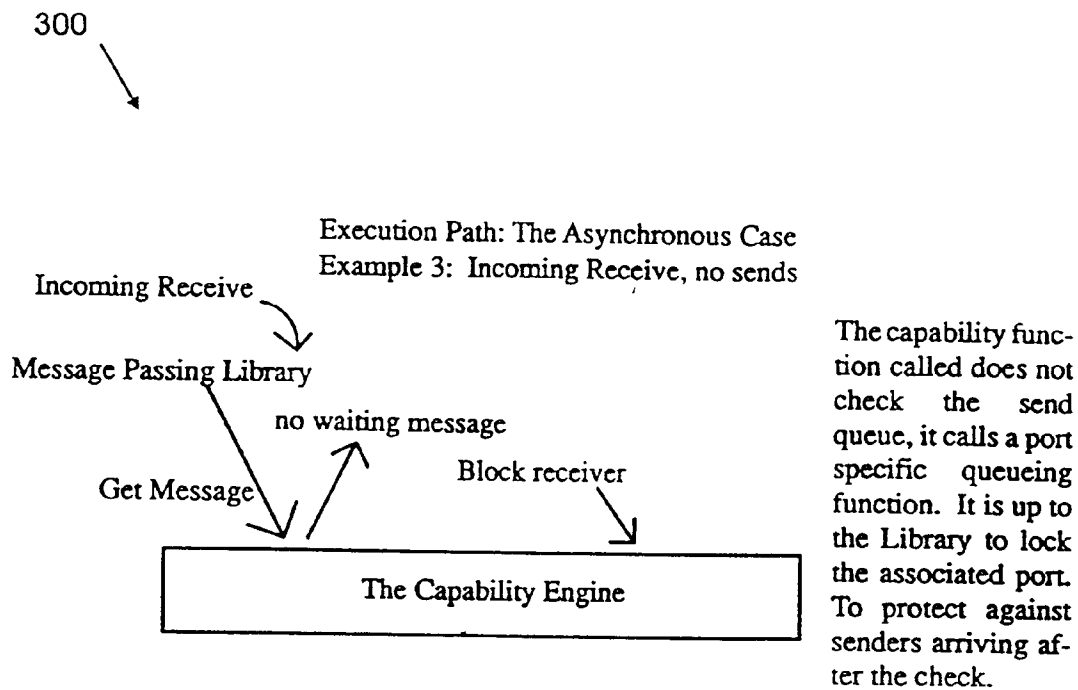 300
Execution Path: The Asynchronous Case
Example 3: Incoming Receive, no sends
Incoming Receive
Message Passing Library
no waiting message
Get Message
Block receiver
The Capability Engine
The capability func-
tion called does not
check the send
queue, it calls a port
specific queueing
function. It is up to
the Library to lock
the associated port.
To protect against
senders arriving af-
ter the check.